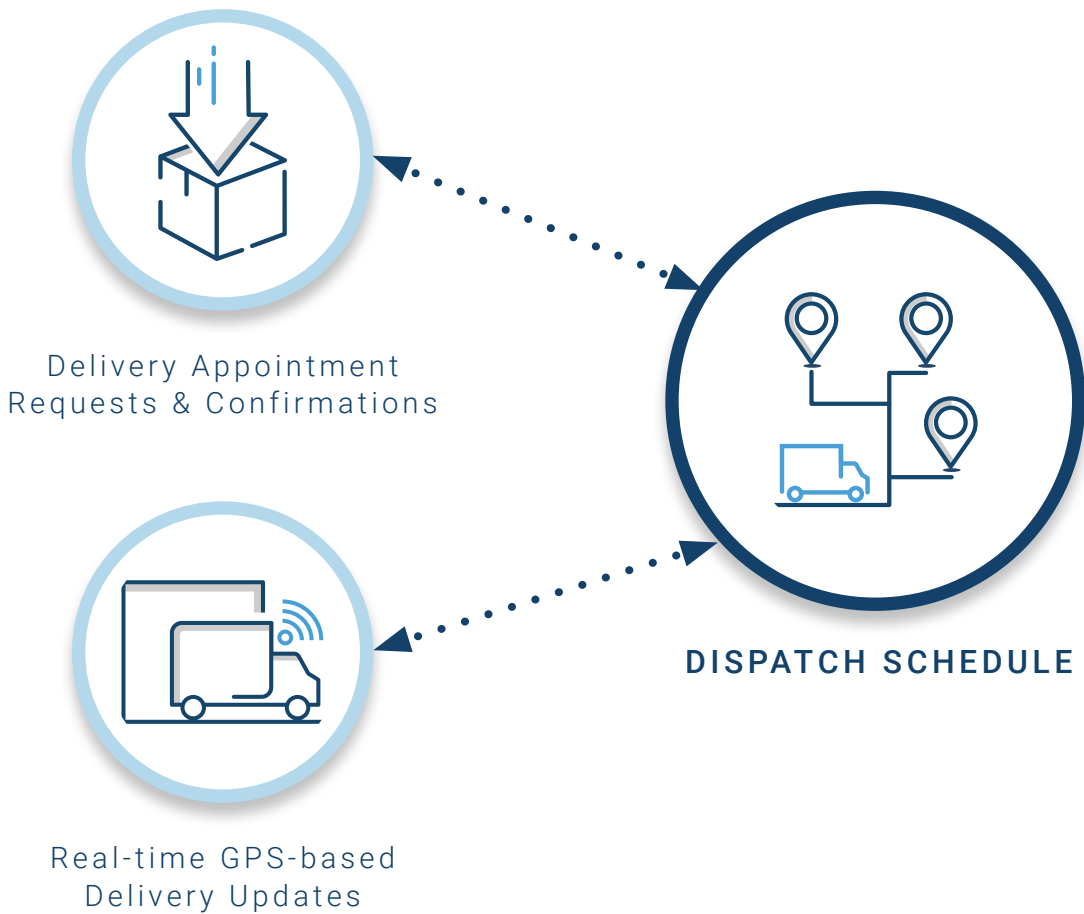 Delivery Appointment
Requests & Confirmations
DISPATCH SCHEDULE
Real-time GPS-based
Delivery Updates